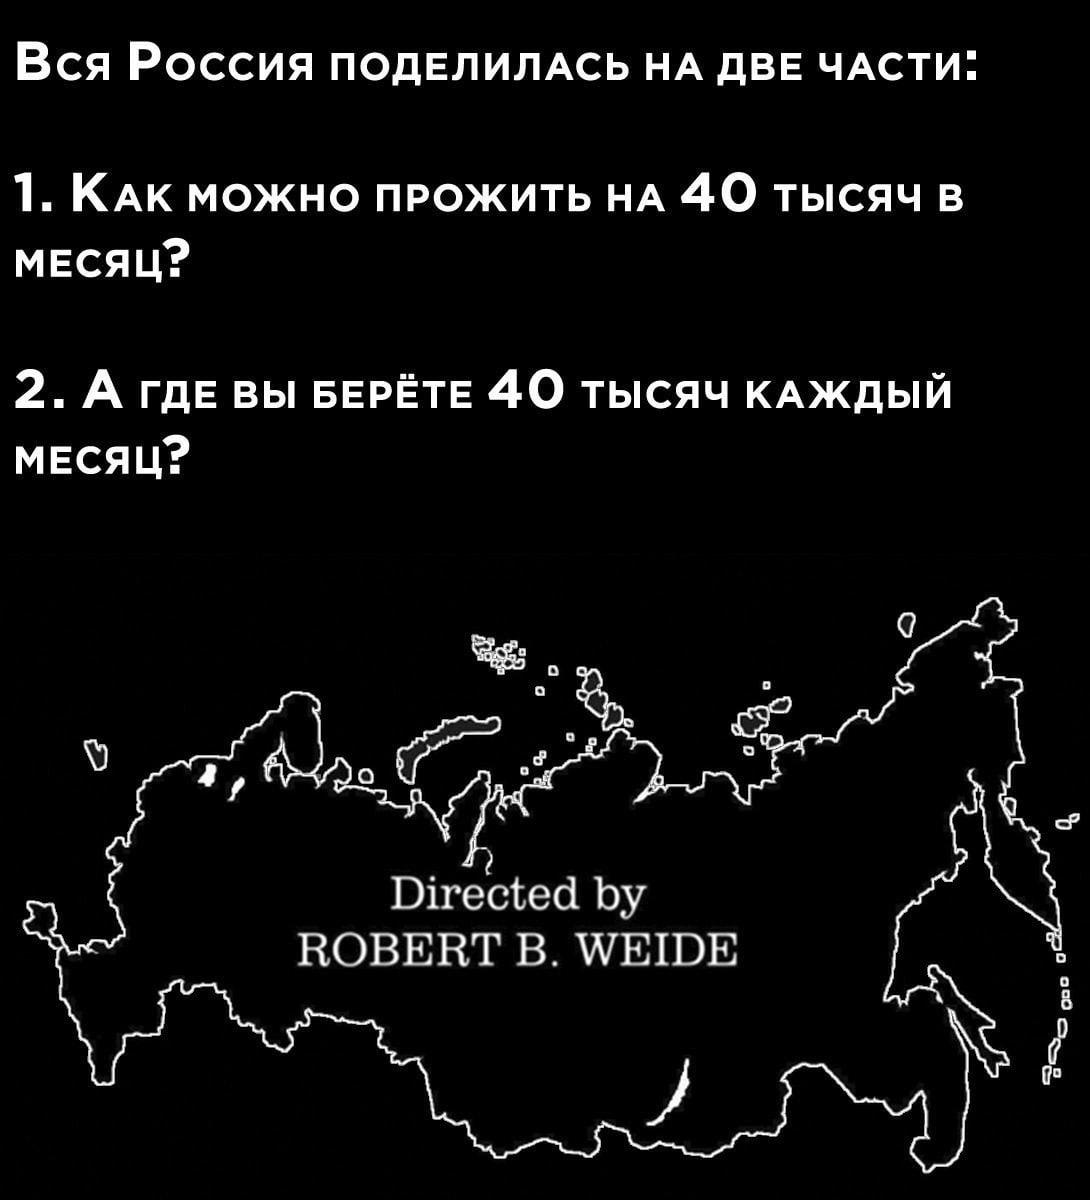 Вся Россия поделилась на две части:
1. Как можно прожить на 40 тысяч в
месяц?
2. А где вы берёте 40 тысяч каждый
месяц?
Directed by
ROBERT B. WEIDE